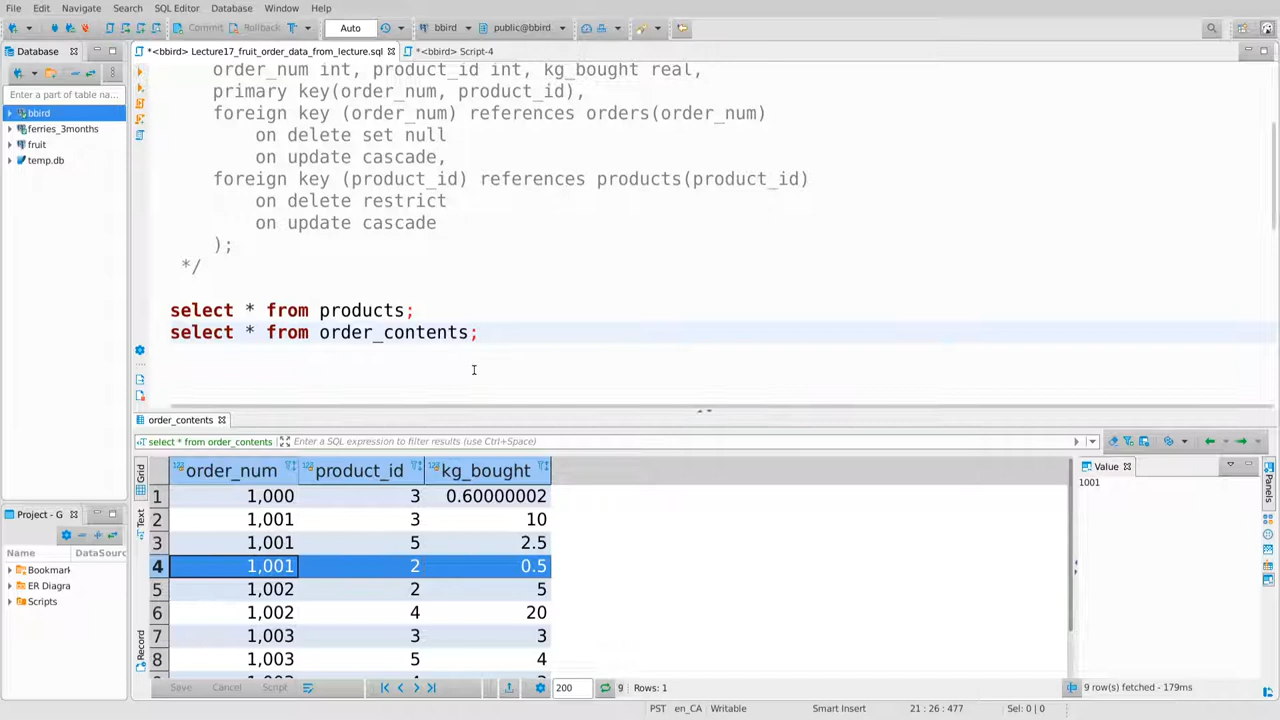 File Edit Navigate Search SQL Editor Database Window Help
Commit Rollback Auto bbird public@bbird
Database *<bbird> Lecture17_fruit_order_data_from_lecture.sql *<bbird> Script-4
Enter a part of table na...
bbird
ferries_3months
fruit
temp.db
order_num int, product_id int, kg_bought real,
primary key(order_num, product_id),
foreign key (order_num) references orders(order_num)
on delete set null
on update cascade,
foreign key (product_id) references products(product_id)
on delete restrict
on update cascade
);
*/
select * from products;
select * from order_contents;
order_contents
select * from order_contents Enter a SQL expression to filter results (use Ctrl+Space)
Grid
Text
Record
order_num product_id kg_bought
1 1,000 3 0.60000002
2 1,001 3 10
3 1,001 5 2.5
4 1,001 2 0.5
5 1,002 2 5
6 1,002 4 20
7 1,003 3 3
8 1,003 5 4
Value
1001
Panels
Project - G
Name DataSourc
Bookmark
ER Diagra
Scripts
Save Cancel Script 200 9 Rows: 1 9 row(s) fetched - 179ms
PST en_CA Writable Smart Insert 21 : 26 : 477 Sel: 0 | 0